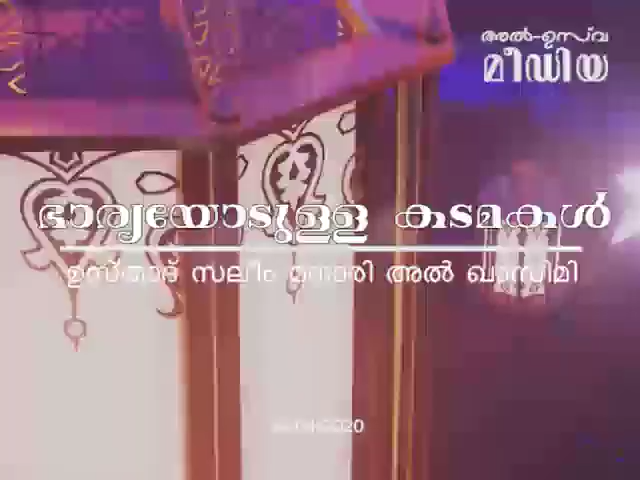 അൽ-ഉസ്‌വ
മീഡിയ
ഭാര്യയോടുള്ള കടമകൾ
ഉസ്താദ് സലീം മന്നാരി അൽ ഖാസിമി